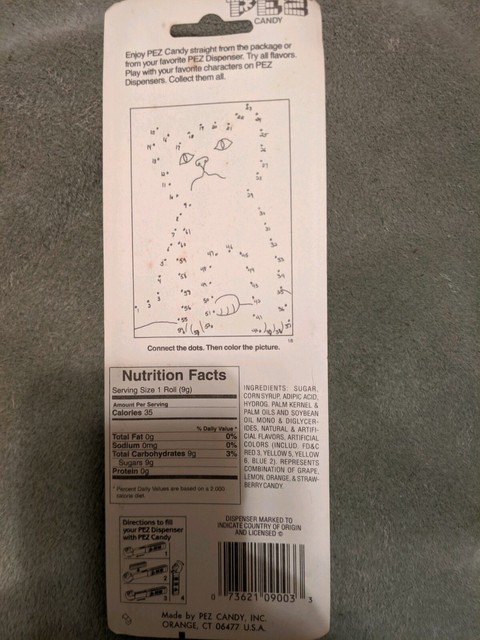 PEZ
CANDY
Enjoy PEZ Candy straight from the package or
from your favorite PEZ Dispenser. Try all flavors.
Play with your favorite characters on PEZ
Dispensers. Collect them all.
Connect the dots. Then color the picture.
Nutrition Facts
Serving Size 1 Roll (9g)
Amount Per Serving
Calories 35
% Daily Value*
Total Fat 0g 0%
Sodium 0mg 0%
Total Carbohydrates 9g 3%
Sugars 9g
Protein 0g
* Percent Daily Values are based on a 2,000
calorie diet.
INGREDIENTS: SUGAR,
CORN SYRUP, ADIPIC ACID,
HYDROG. PALM KERNEL &
PALM OILS AND SOYBEAN
OIL, MONO & DIGLYCER-
IDES, NATURAL & ARTIFI-
CIAL FLAVORS, ARTIFICIAL
COLORS (INCLUD. FD&C
RED 3, YELLOW 5, YELLOW
6, BLUE 2). REPRESENTS
COMBINATION OF GRAPE,
LEMON, ORANGE, & STRAW-
BERRY CANDY.
Directions to fill
your PEZ Dispenser
with PEZ Candy
1
2
3 4
DISPENSER MARKED TO
INDICATE COUNTRY OF ORIGIN
AND LICENSED ©
0 73621 09003 3
Made by PEZ CANDY, INC.
ORANGE, CT 06477 U.S.A.